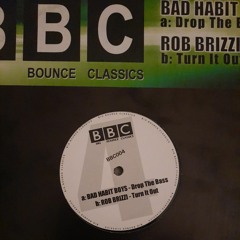 BBC
BOUNCE CLASSICS
BAD HABIT
a: Drop The B
ROB BRIZZI
b: Turn It Out
BBC
BBC004
a: BAD HABIT BOYS - Drop The Bass
b: ROB BRIZZI - Turn It Out